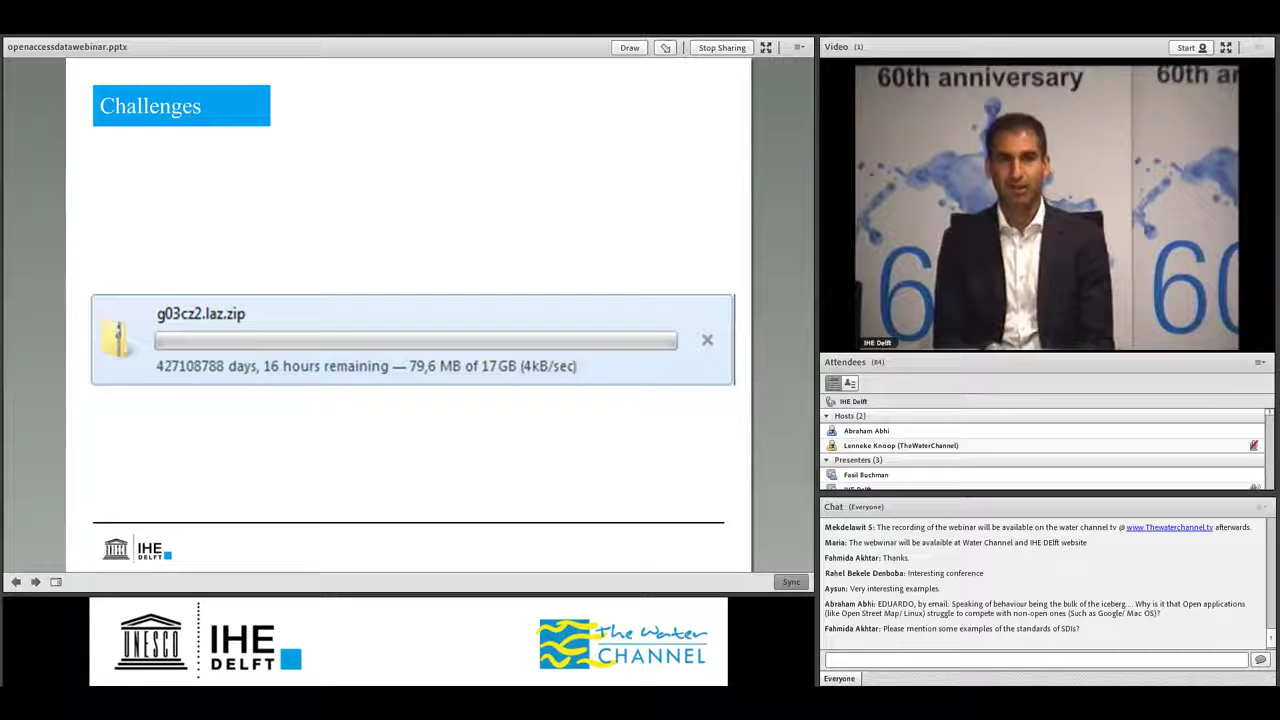 openaccessdatawebinar.pptx
Draw
Stop Sharing
Challenges
g03cz2.laz.zip
427108788 days, 16 hours remaining — 79,6 MB of 17GB (4kB/sec)
UNESCO
IHE
DELFT
Sync
UNESCO
IHE
DELFT
The Water
CHANNEL
Video (1)
Start
60th anniversary
60th an
60
60
IHE Delft
Attendees (84)
IHE Delft
Hosts (2)
Abraham Abhi
Lenneke Knoop (TheWaterChannel)
Presenters (3)
Fasil Buchman
IHE Delft
Chat (Everyone)
Mekdelawit S: The recording of the webinar will be available on the water channel tv @ www.Thewaterchannel.tv afterwards.
Maria: The webwinar will be avalaible at Water Channel and IHE DElft website
Fahmida Akhtar: Thanks.
Rahel Bekele Denboba: Interesting conference
Aysun: Very interesting examples.
Abraham Abhi: EDUARDO, by email: Speaking of behaviour being the bulk of the iceberg.... Why is it that Open applications
(like Open Street Map/ Linux) struggle to compete with non-open ones (Such as Google/ Mac OS)?
Fahmida Akhtar: Please mention some examples of the standards of SDIs?
Everyone